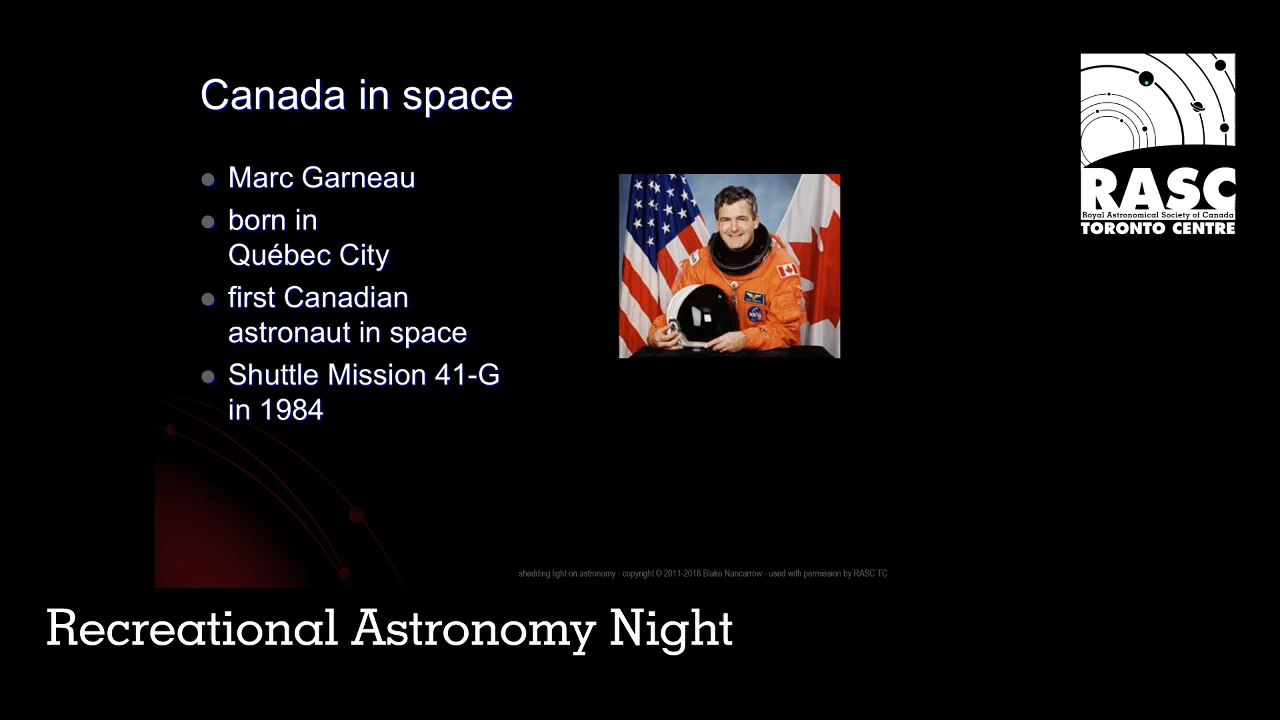 Canada in space
Marc Garneau
born in
Québec City
first Canadian
astronaut in space
Shuttle Mission 41-G
in 1984
RASC
Royal Astronomical Society of Canada
TORONTO CENTRE
shedding light on astronomy - copyright © 2011-2018 Blake Nancarrow - used with permission by RASC TC
Recreational Astronomy Night